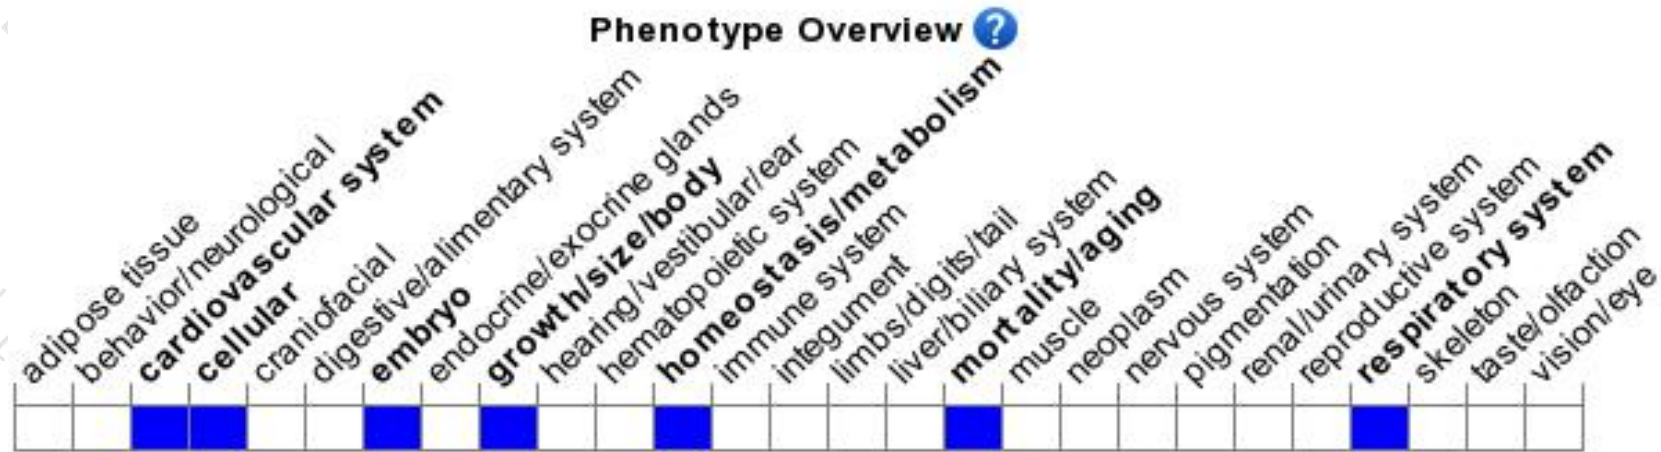 Phenotype Overview ?
adipose tissue
behavior/neurological
cardiovascular system
cellular
craniofacial
digestive/alimentary system
embryo
endocrine/exocrine glands
growth/size/body
hearing/vestibular/ear
hematopoietic system
homeostasis/metabolism
immune system
integument
limbs/digits/tail
liver/biliary system
mortality/aging
muscle
neoplasm
nervous system
pigmentation
renal/urinary system
reproductive system
respiratory system
skeleton
taste/olfaction
vision/eye